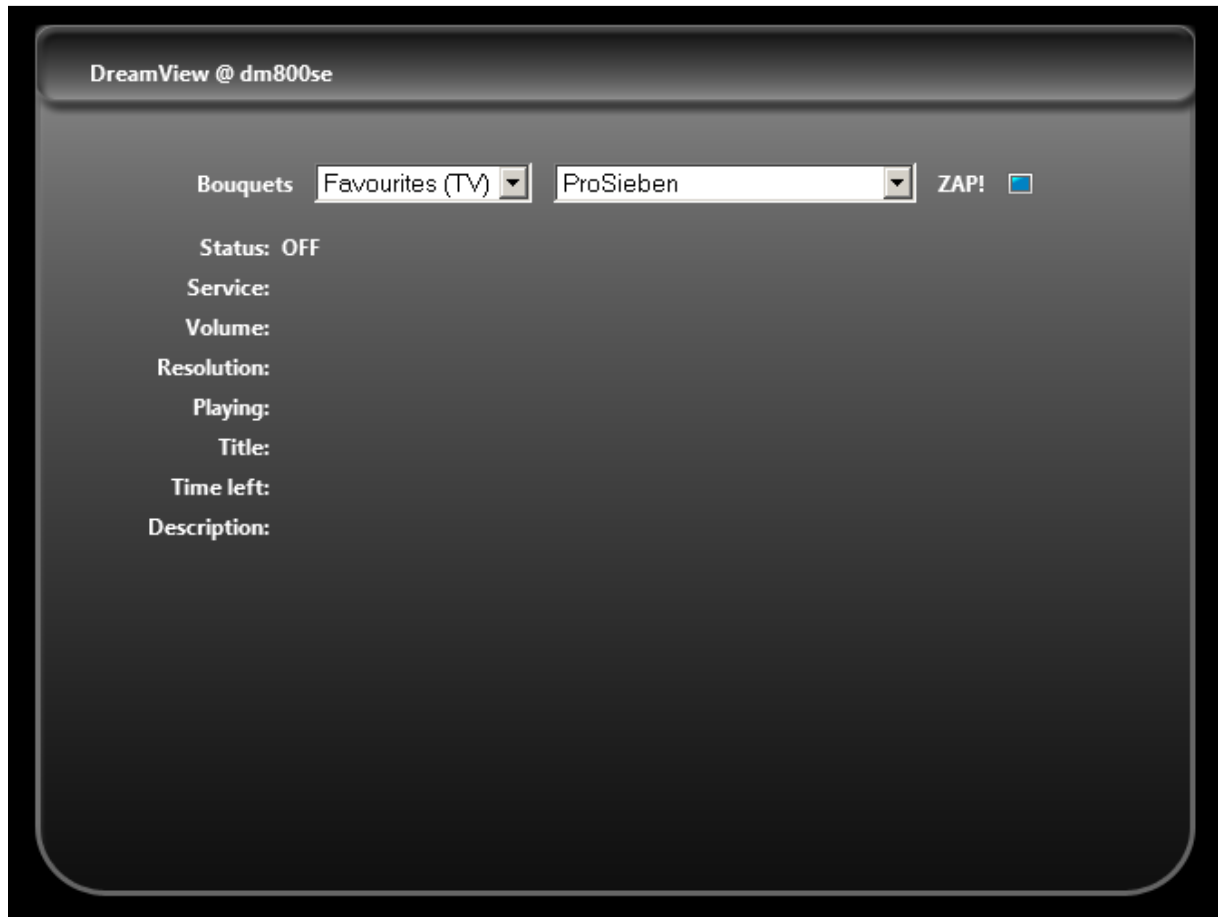 DreamView @ dm800se
Bouquets Favourites (TV) ProSieben ZAP!
Status: OFF
Service:
Volume:
Resolution:
Playing:
Title:
Time left:
Description: